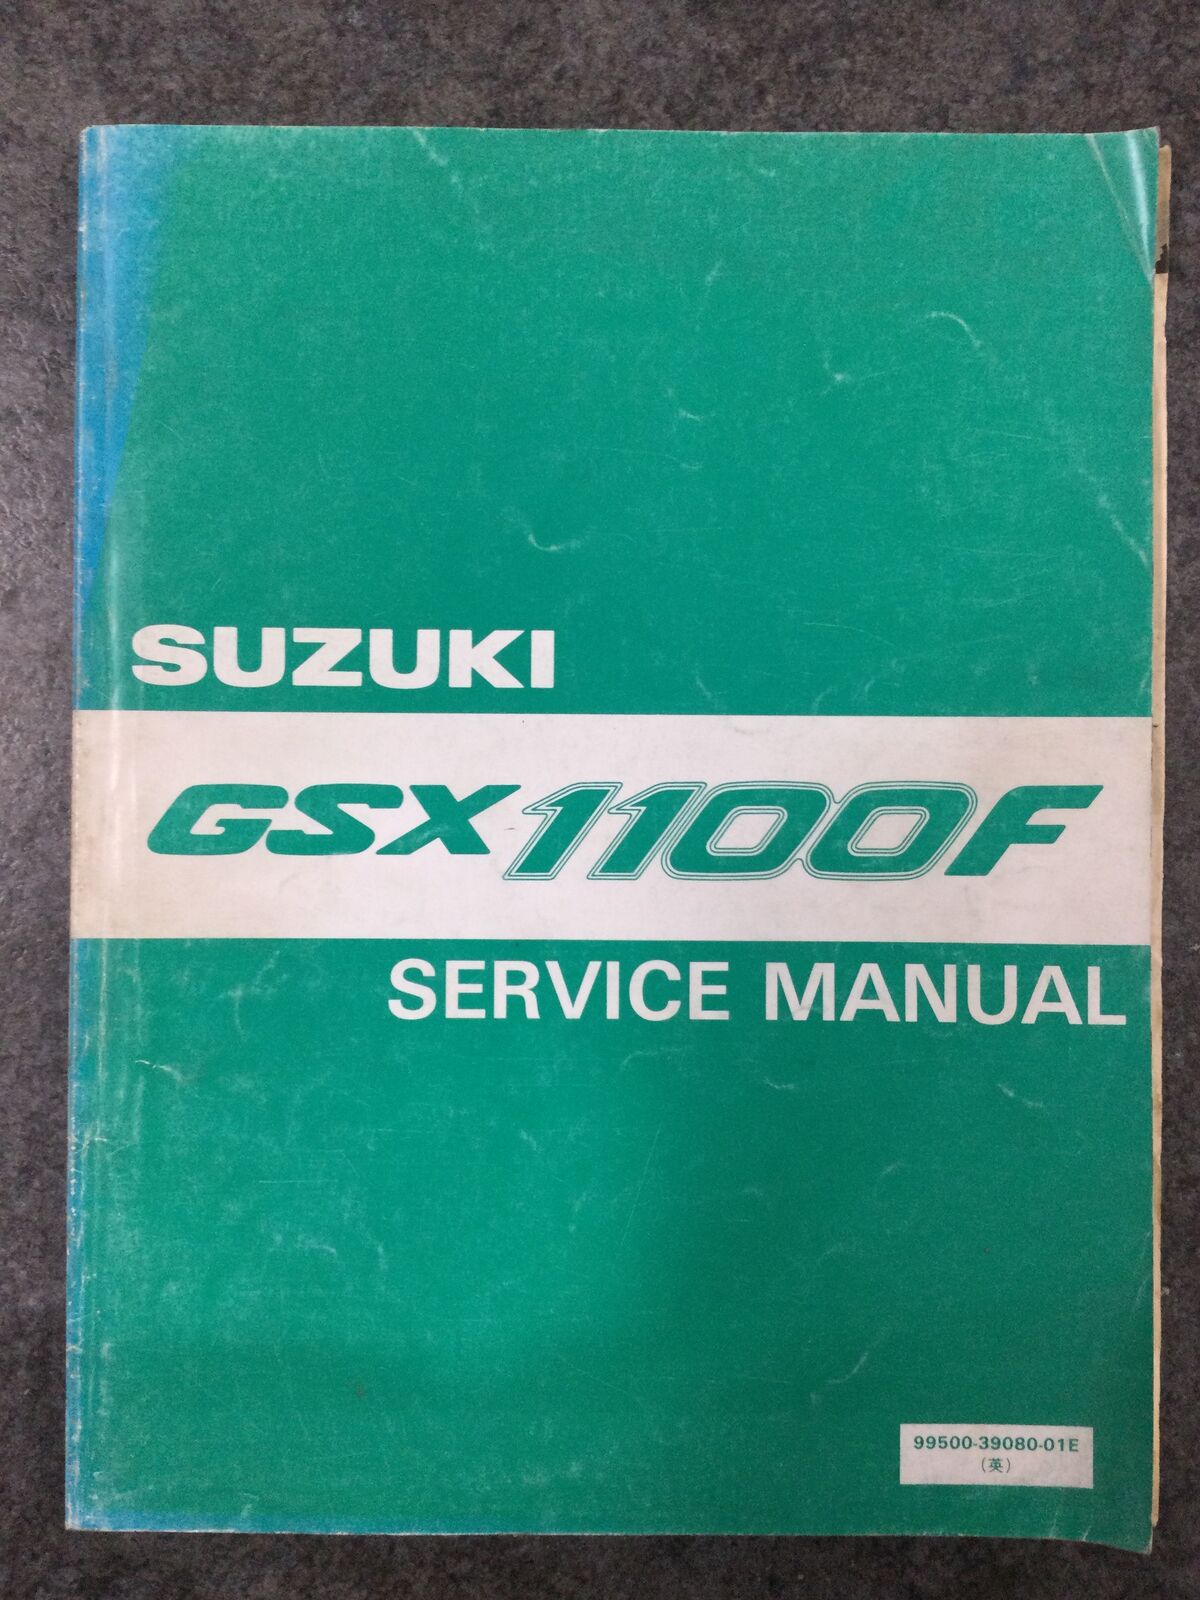 SUZUKI
GSX1100F
SERVICE MANUAL
99500-39080-01E
(英)